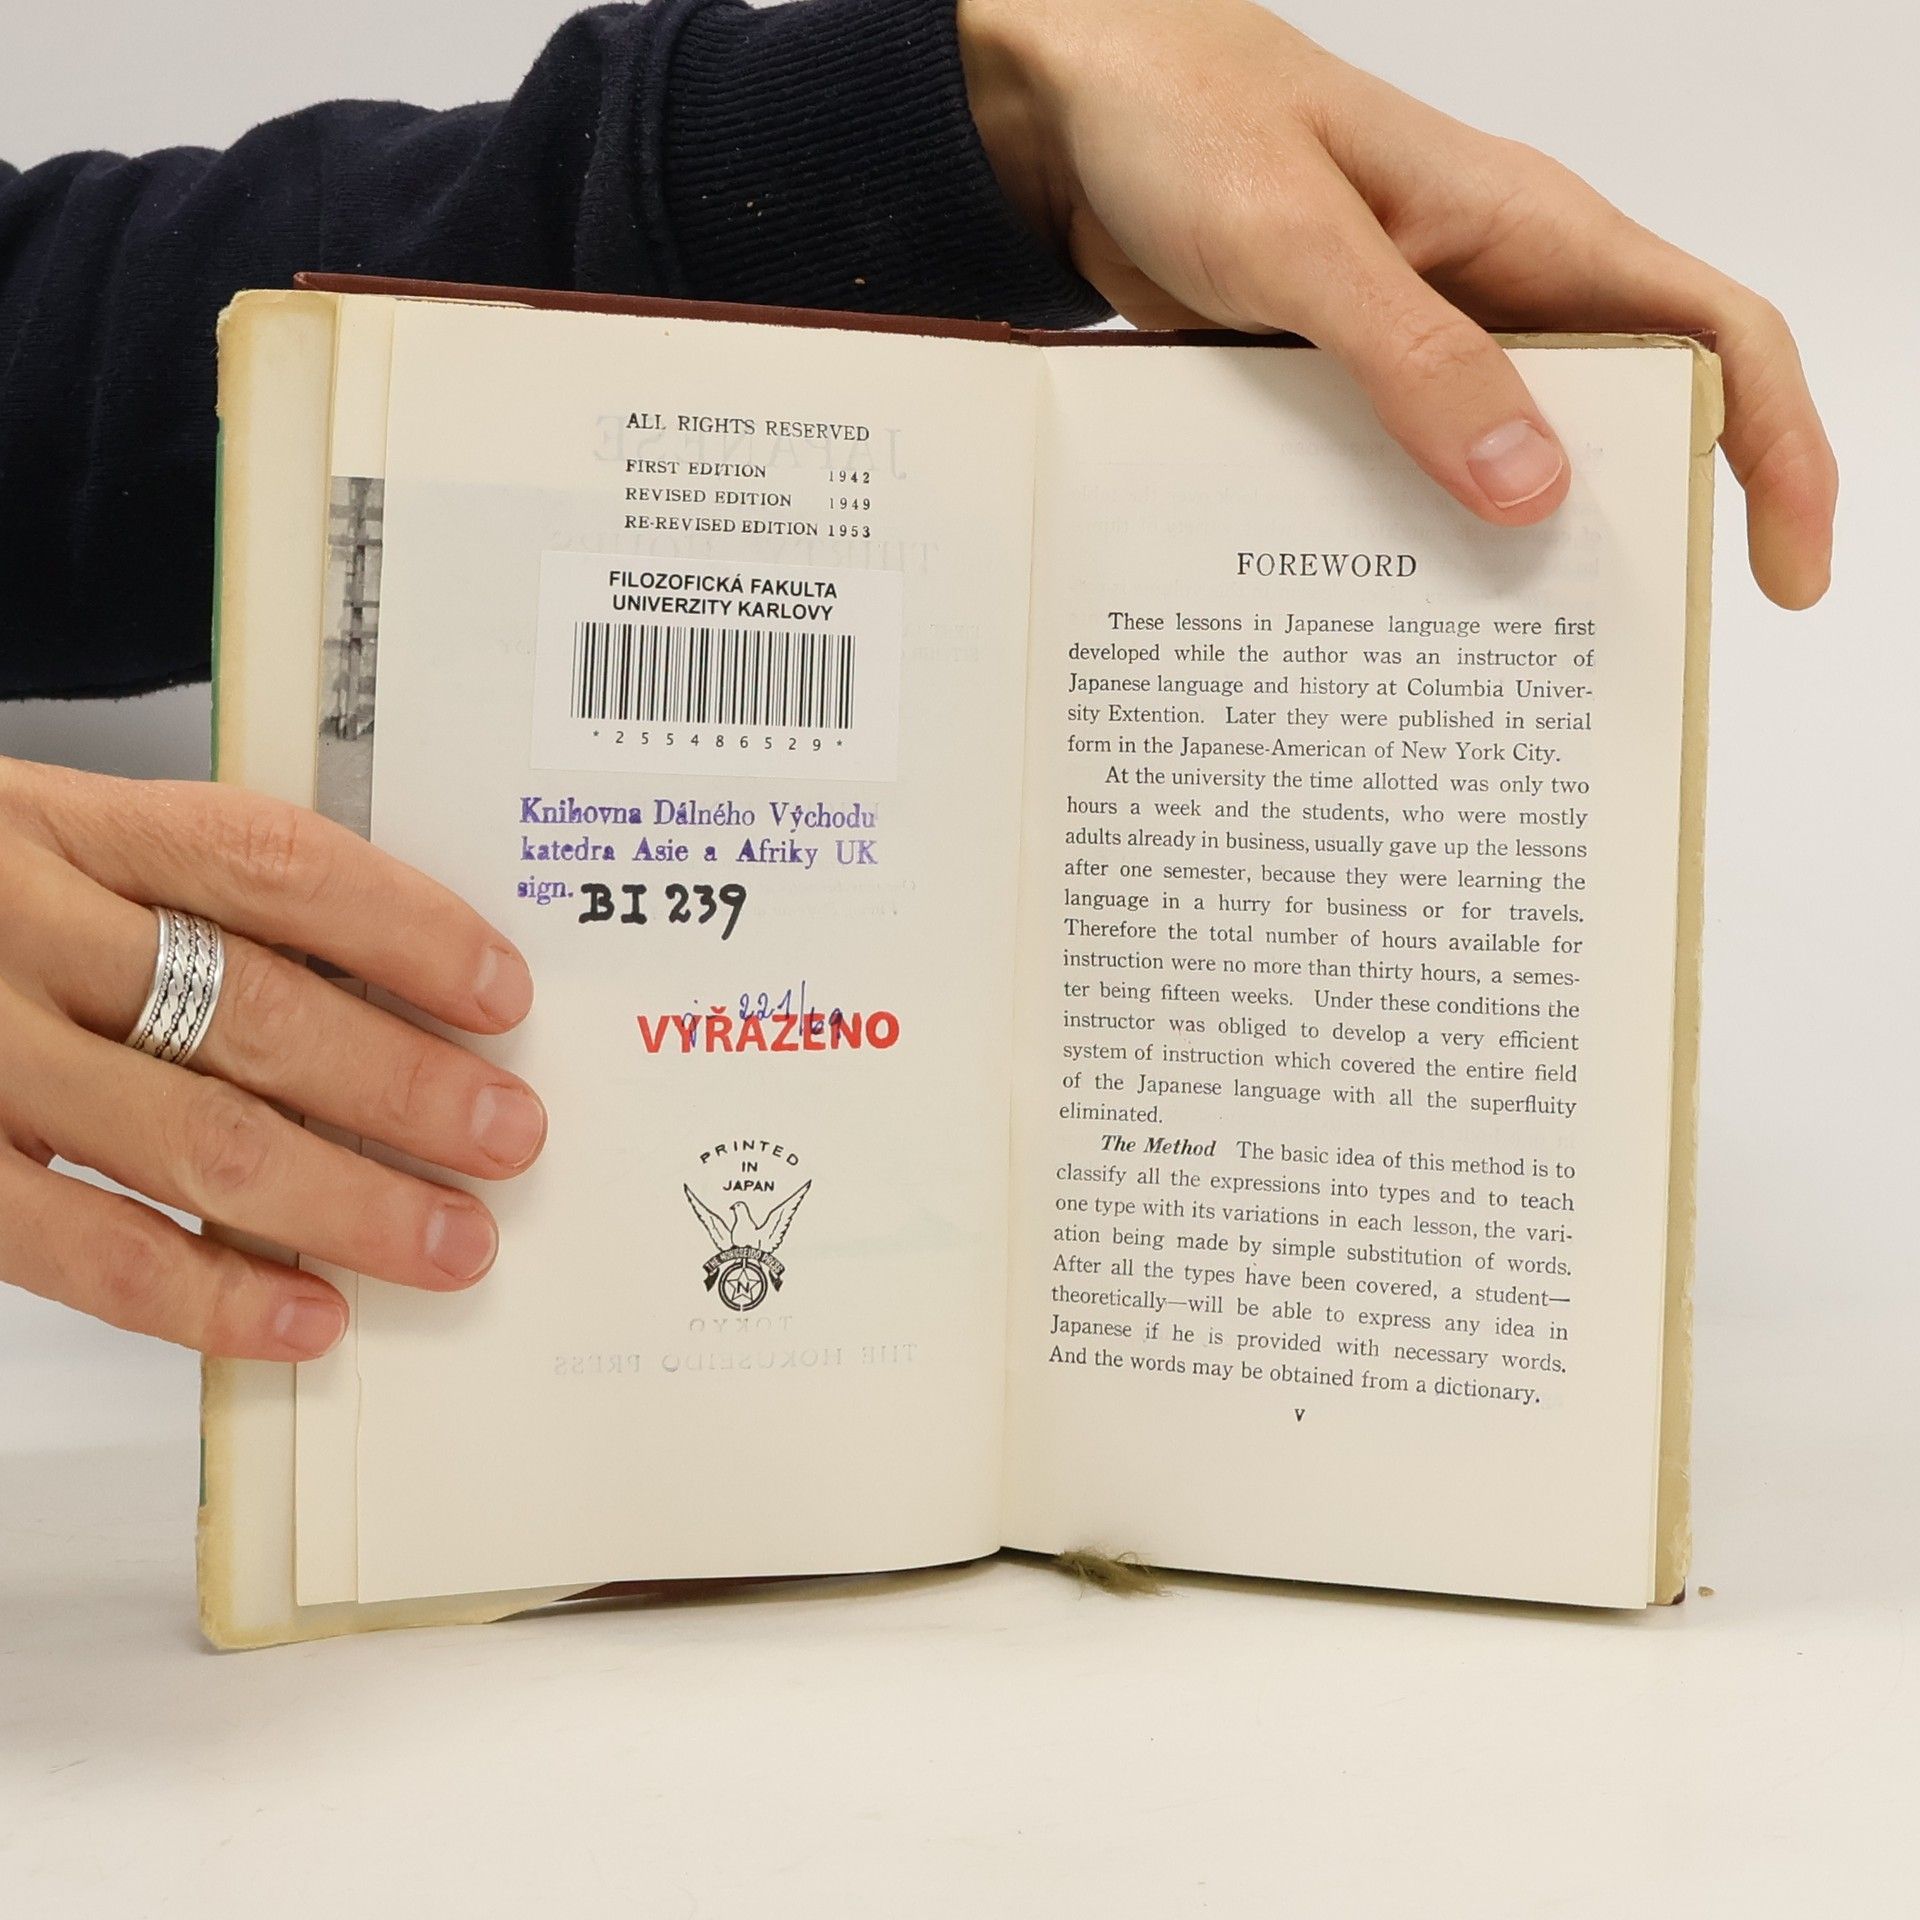 ALL RIGHTS RESERVED
FIRST EDITION 1942
REVISED EDITION 1949
RE-REVISED EDITION 1953
FILOZOFICKÁ FAKULTA
UNIVERZITY KARLOVY
*255486529*
Knihovna Dálného Východu
katedra Asie a Afriky UK
sign. BI 239
221/69
VYŘAZENO
PRINTED
IN
JAPAN
THE HOKUSEIDO PRESS
N
TOKYO
THE HOKUSEIDO PRESS
FOREWORD
These lessons in Japanese language were first
developed while the author was an instructor of
Japanese language and history at Columbia Univer-
sity Extention. Later they were published in serial
form in the Japanese-American of New York City.
At the university the time allotted was only two
hours a week and the students, who were mostly
adults already in business, usually gave up the lessons
after one semester, because they were learning the
language in a hurry for business or for travels.
Therefore the total number of hours available for
instruction were no more than thirty hours, a semes-
ter being fifteen weeks. Under these conditions the
instructor was obliged to develop a very efficient
system of instruction which covered the entire field
of the Japanese language with all the superfluity
eliminated.
The Method The basic idea of this method is to
classify all the expressions into types and to teach
one type with its variations in each lesson, the vari-
ation being made by simple substitution of words.
After all the types have been covered, a student—
theoretically—will be able to express any idea in
Japanese if he is provided with necessary words.
And the words may be obtained from a dictionary.
v